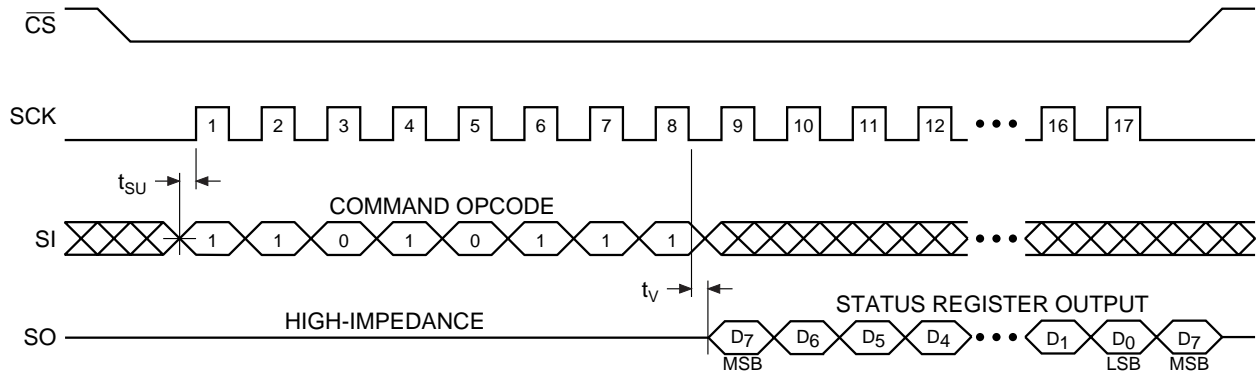 CS
SCK 1 2 3 4 5 6 7 8 9 10 11 12 ••• 16 17
tSU
COMMAND OPCODE
SI 1 1 0 1 0 1 1 1 •••
tV
STATUS REGISTER OUTPUT
HIGH-IMPEDANCE
SO D7 D6 D5 D4 ••• D1 D0 D7
MSB LSB MSB